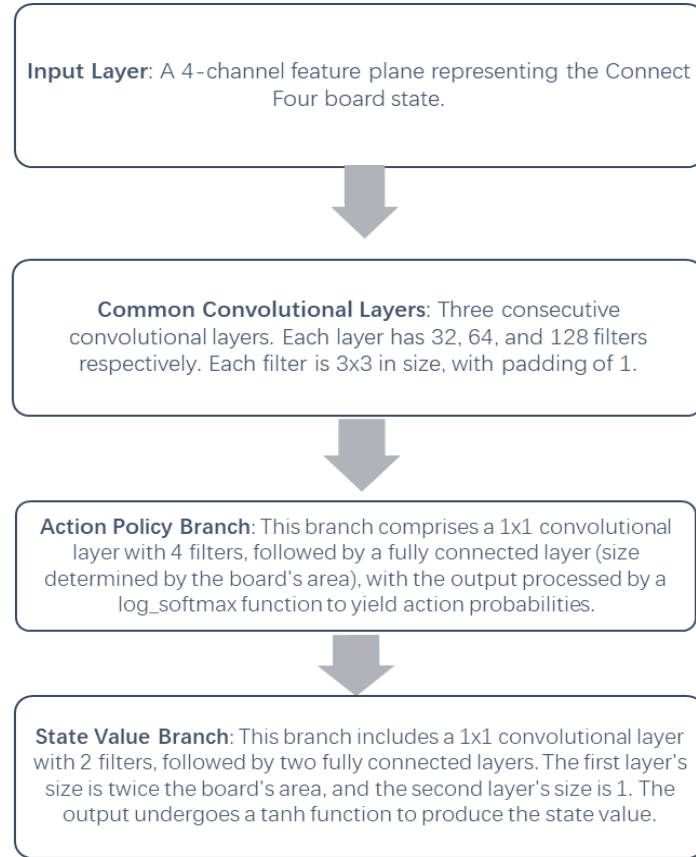 Input Layer: A 4-channel feature plane representing the Connect
Four board state.
Common Convolutional Layers: Three consecutive
convolutional layers. Each layer has 32, 64, and 128 filters
respectively. Each filter is 3x3 in size, with padding of 1.
Action Policy Branch: This branch comprises a 1x1 convolutional
layer with 4 filters, followed by a fully connected layer (size
determined by the board's area), with the output processed by a
log_softmax function to yield action probabilities.
State Value Branch: This branch includes a 1x1 convolutional layer
with 2 filters, followed by two fully connected layers. The first layer's
size is twice the board's area, and the second layer's size is 1. The
output undergoes a tanh function to produce the state value.